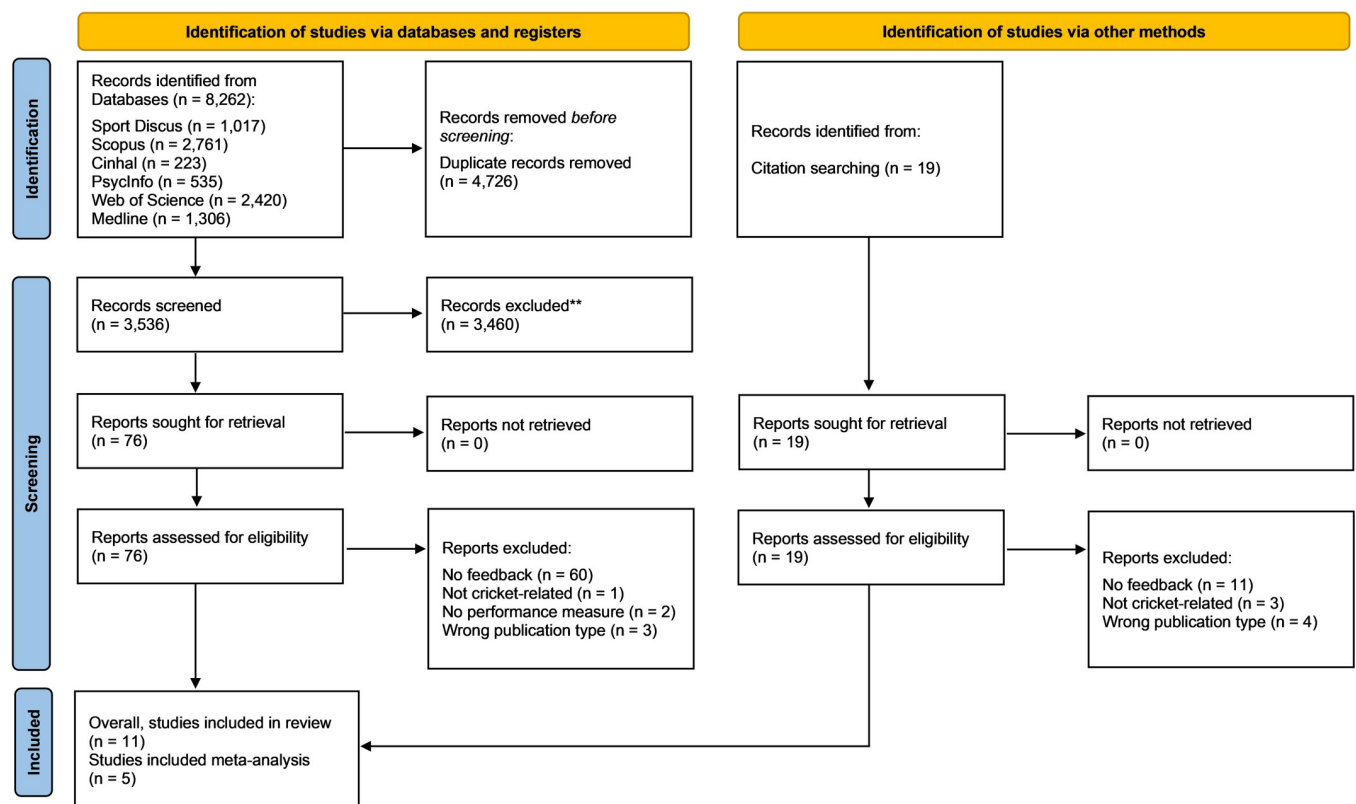 Identification of studies via databases and registers
Identification of studies via other methods
Identification
Records identified from
Databases (n = 8,262):
Sport Discus (n = 1,017)
Scopus (n = 2,761)
Cinhal (n = 223)
PsycInfo (n = 535)
Web of Science (n = 2,420)
Medline (n = 1,306)
Records removed before
screening:
Duplicate records removed
(n = 4,726)
Records identified from:
Citation searching (n = 19)
Screening
Records screened
(n = 3,536)
Records excluded**
(n = 3,460)
Reports sought for retrieval
(n = 76)
Reports not retrieved
(n = 0)
Reports sought for retrieval
(n = 19)
Reports not retrieved
(n = 0)
Reports assessed for eligibility
(n = 76)
Reports excluded:
No feedback (n = 60)
Not cricket-related (n = 1)
No performance measure (n = 2)
Wrong publication type (n = 3)
Reports assessed for eligibility
(n = 19)
Reports excluded:
No feedback (n = 11)
Not cricket-related (n = 3)
Wrong publication type (n = 4)
Included
Overall, studies included in review
(n = 11)
Studies included meta-analysis
(n = 5)